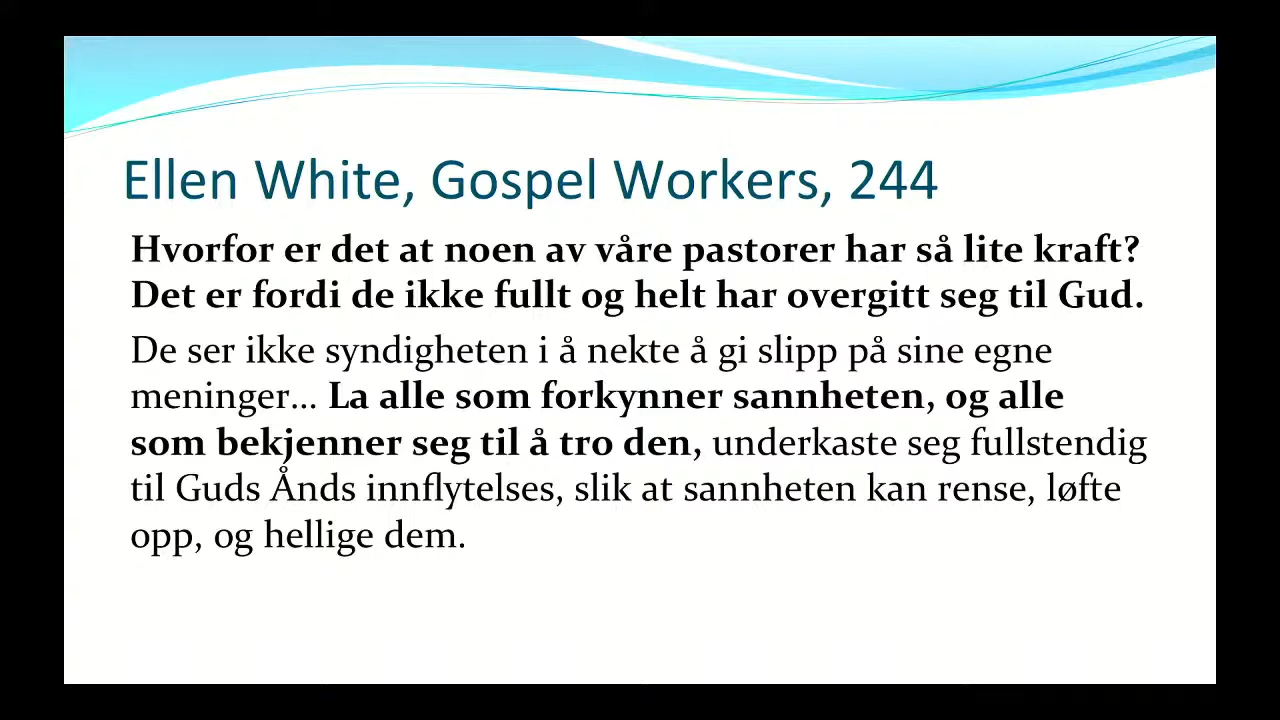 Ellen White, Gospel Workers, 244
Hvorfor er det at noen av våre pastorer har så lite kraft?
Det er fordi de ikke fullt og helt har overgitt seg til Gud.
De ser ikke syndigheten i å nekte å gi slipp på sine egne
meninger... La alle som forkynner sannheten, og alle
som bekjenner seg til å tro den, underkaste seg fullstendig
til Guds Ånds innflytelses, slik at sannheten kan rense, løfte
opp, og hellige dem.